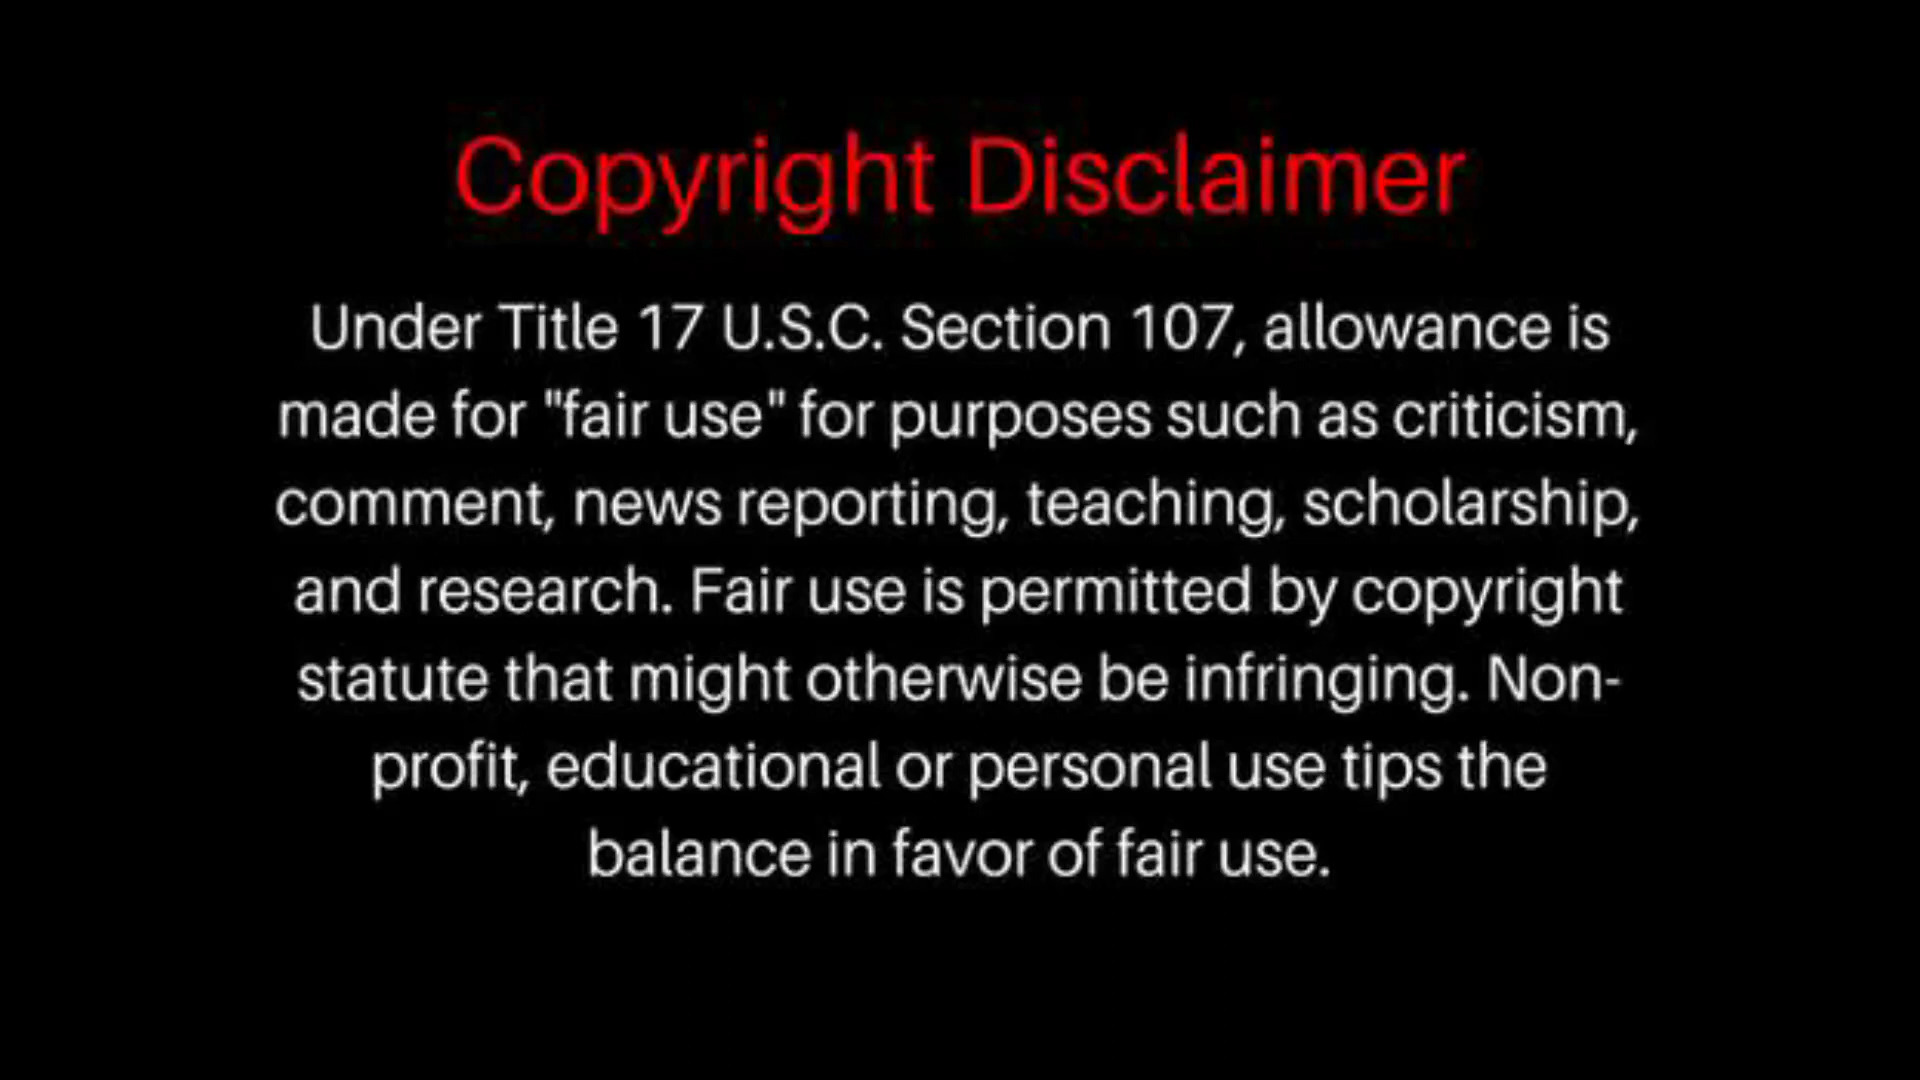 Copyright Disclaimer
Under Title 17 U.S.C. Section 107, allowance is
made for "fair use" for purposes such as criticism,
comment, news reporting, teaching, scholarship,
and research. Fair use is permitted by copyright
statute that might otherwise be infringing. Non-
profit, educational or personal use tips the
balance in favor of fair use.